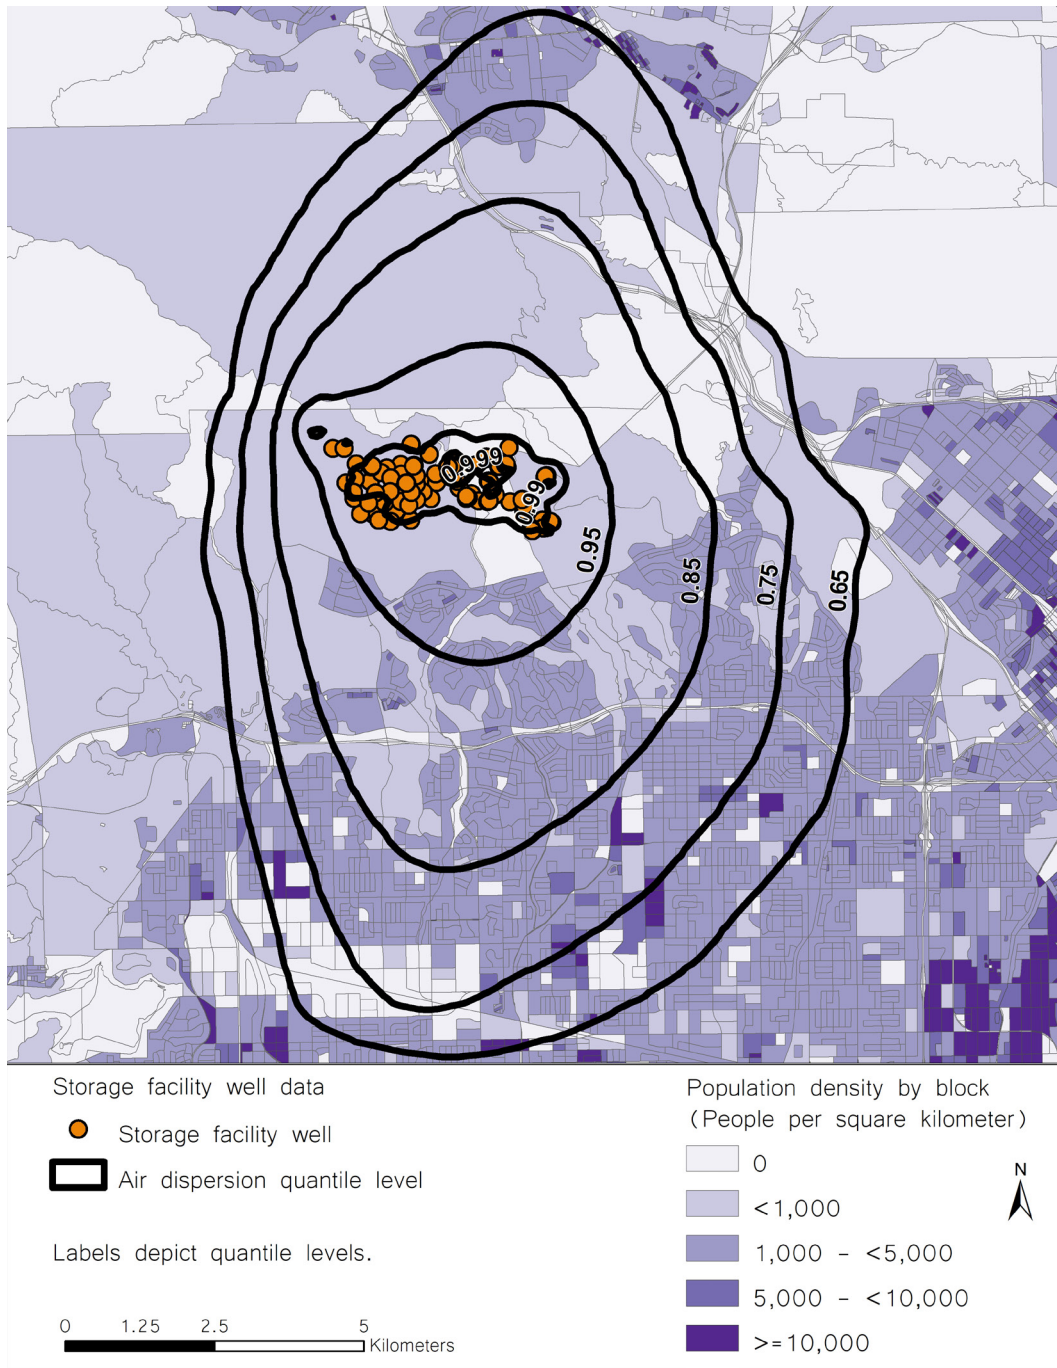 0.999
0.99
0.95
0.85
0.75
0.65
Storage facility well data
Storage facility well
Air dispersion quantile level
Labels depict quantile levels.
0 1.25 2.5 5
Kilometers
Population density by block
(People per square kilometer)
0
<1,000
1,000 - <5,000
5,000 - <10,000
>=10,000
N